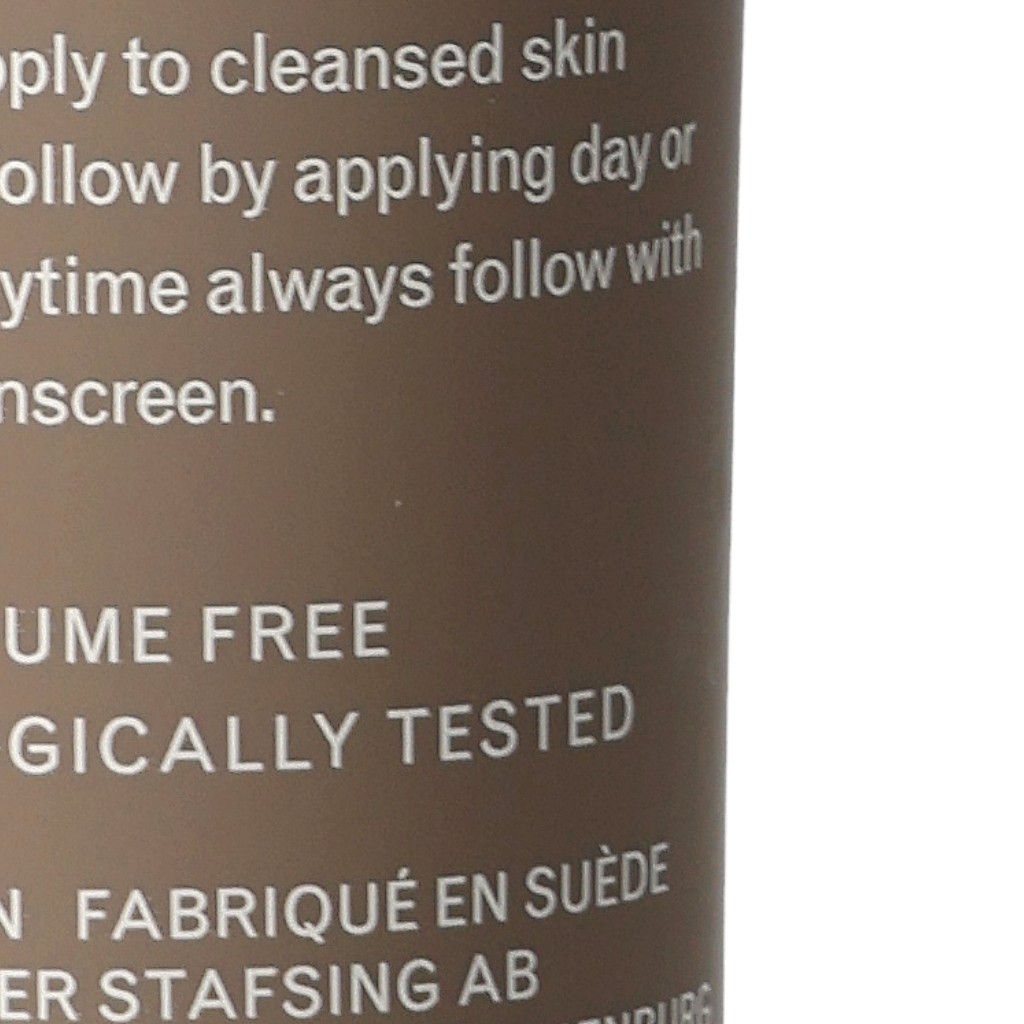 pply to cleansed skin
ollow by applying day or
ytime always follow with
nscreen.
UME FREE
GICALLY TESTED
N FABRIQUÉ EN SUÈDE
ER STAFSING AB
ENBURG